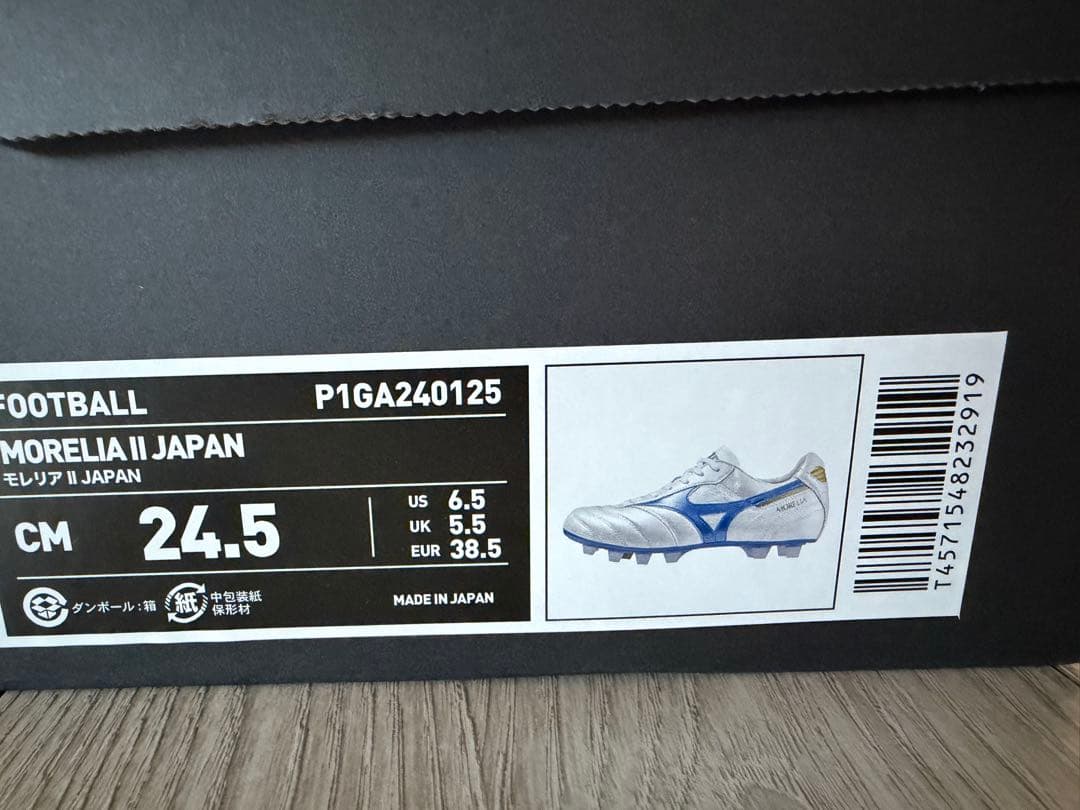 FOOTBALL P1GA240125
MORELIA II JAPAN
モレリア II JAPAN
CM 24.5
US 6.5
UK 5.5
EUR 38.5
ダンボール : 箱
紙 中包装紙
保形材
MADE IN JAPAN
MORELIA
T4571548232919